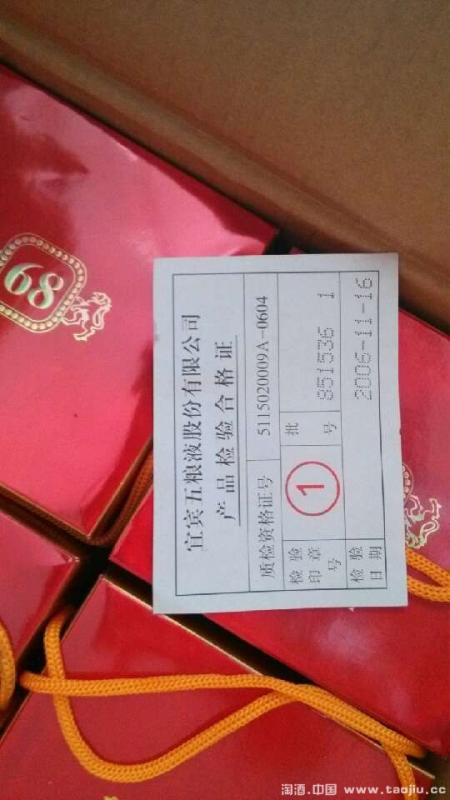 宜宾五粮液股份有限公司
产品检验合格证
质检资格证号 5115020009A-0604
检验印章号 1 批号 851536 1
检验日期 2006-11-16
68
淘酒.中国 www.taojiu.cc